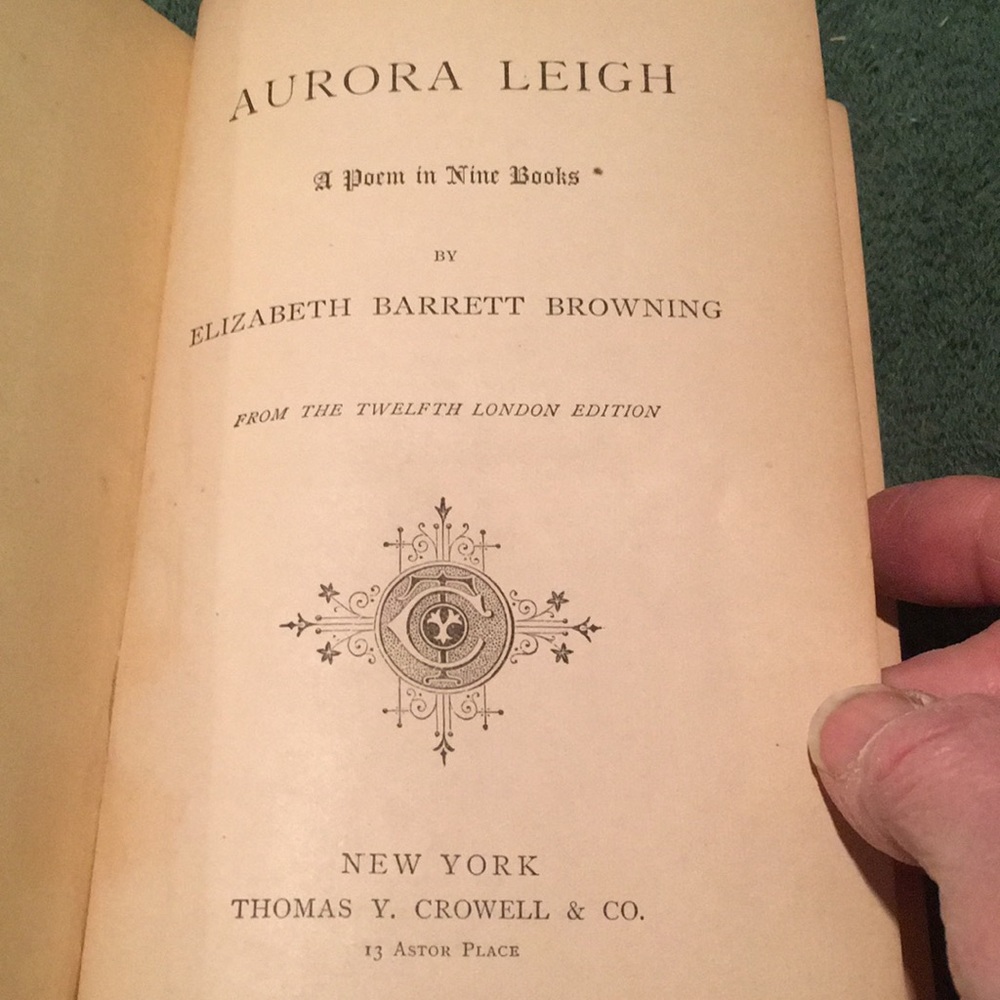 AURORA LEIGH
A Poem in Nine Books
BY
ELIZABETH BARRETT BROWNING
FROM THE TWELFTH LONDON EDITION
NEW YORK
THOMAS Y. CROWELL & CO.
13 ASTOR PLACE